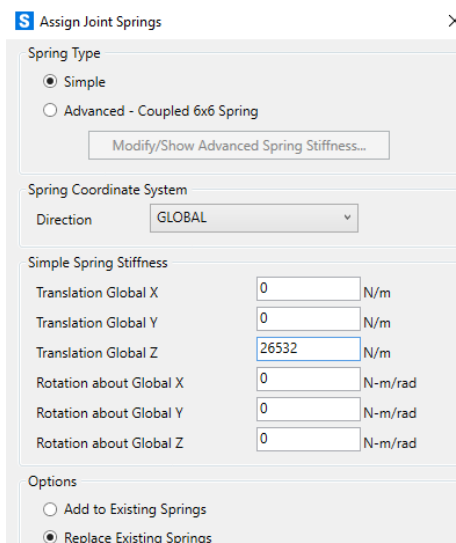 S Assign Joint Springs
Spring Type
Simple
Advanced - Coupled 6x6 Spring
Modify/Show Advanced Spring Stiffness...
Spring Coordinate System
Direction GLOBAL
Simple Spring Stiffness
Translation Global X 0 N/m
Translation Global Y 0 N/m
Translation Global Z 26532 N/m
Rotation about Global X 0 N-m/rad
Rotation about Global Y 0 N-m/rad
Rotation about Global Z 0 N-m/rad
Options
Add to Existing Springs
Replace Existing Springs